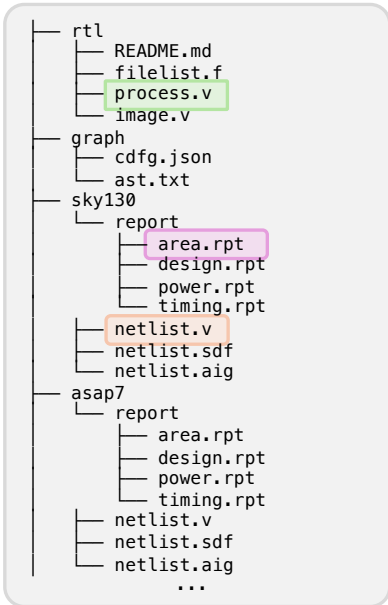 ├── rtl
│   ├── README.md
│   ├── filelist.f
│   ├── process.v
│   └── image.v
├── graph
│   ├── cdfg.json
│   └── ast.txt
├── sky130
│   └── report
│       ├── area.rpt
│       ├── design.rpt
│       ├── power.rpt
│       └── timing.rpt
│   ├── netlist.v
│   ├── netlist.sdf
│   └── netlist.aig
├── asap7
│   └── report
│       ├── area.rpt
│       ├── design.rpt
│       ├── power.rpt
│       └── timing.rpt
│   ├── netlist.v
│   ├── netlist.sdf
│   └── netlist.aig
...